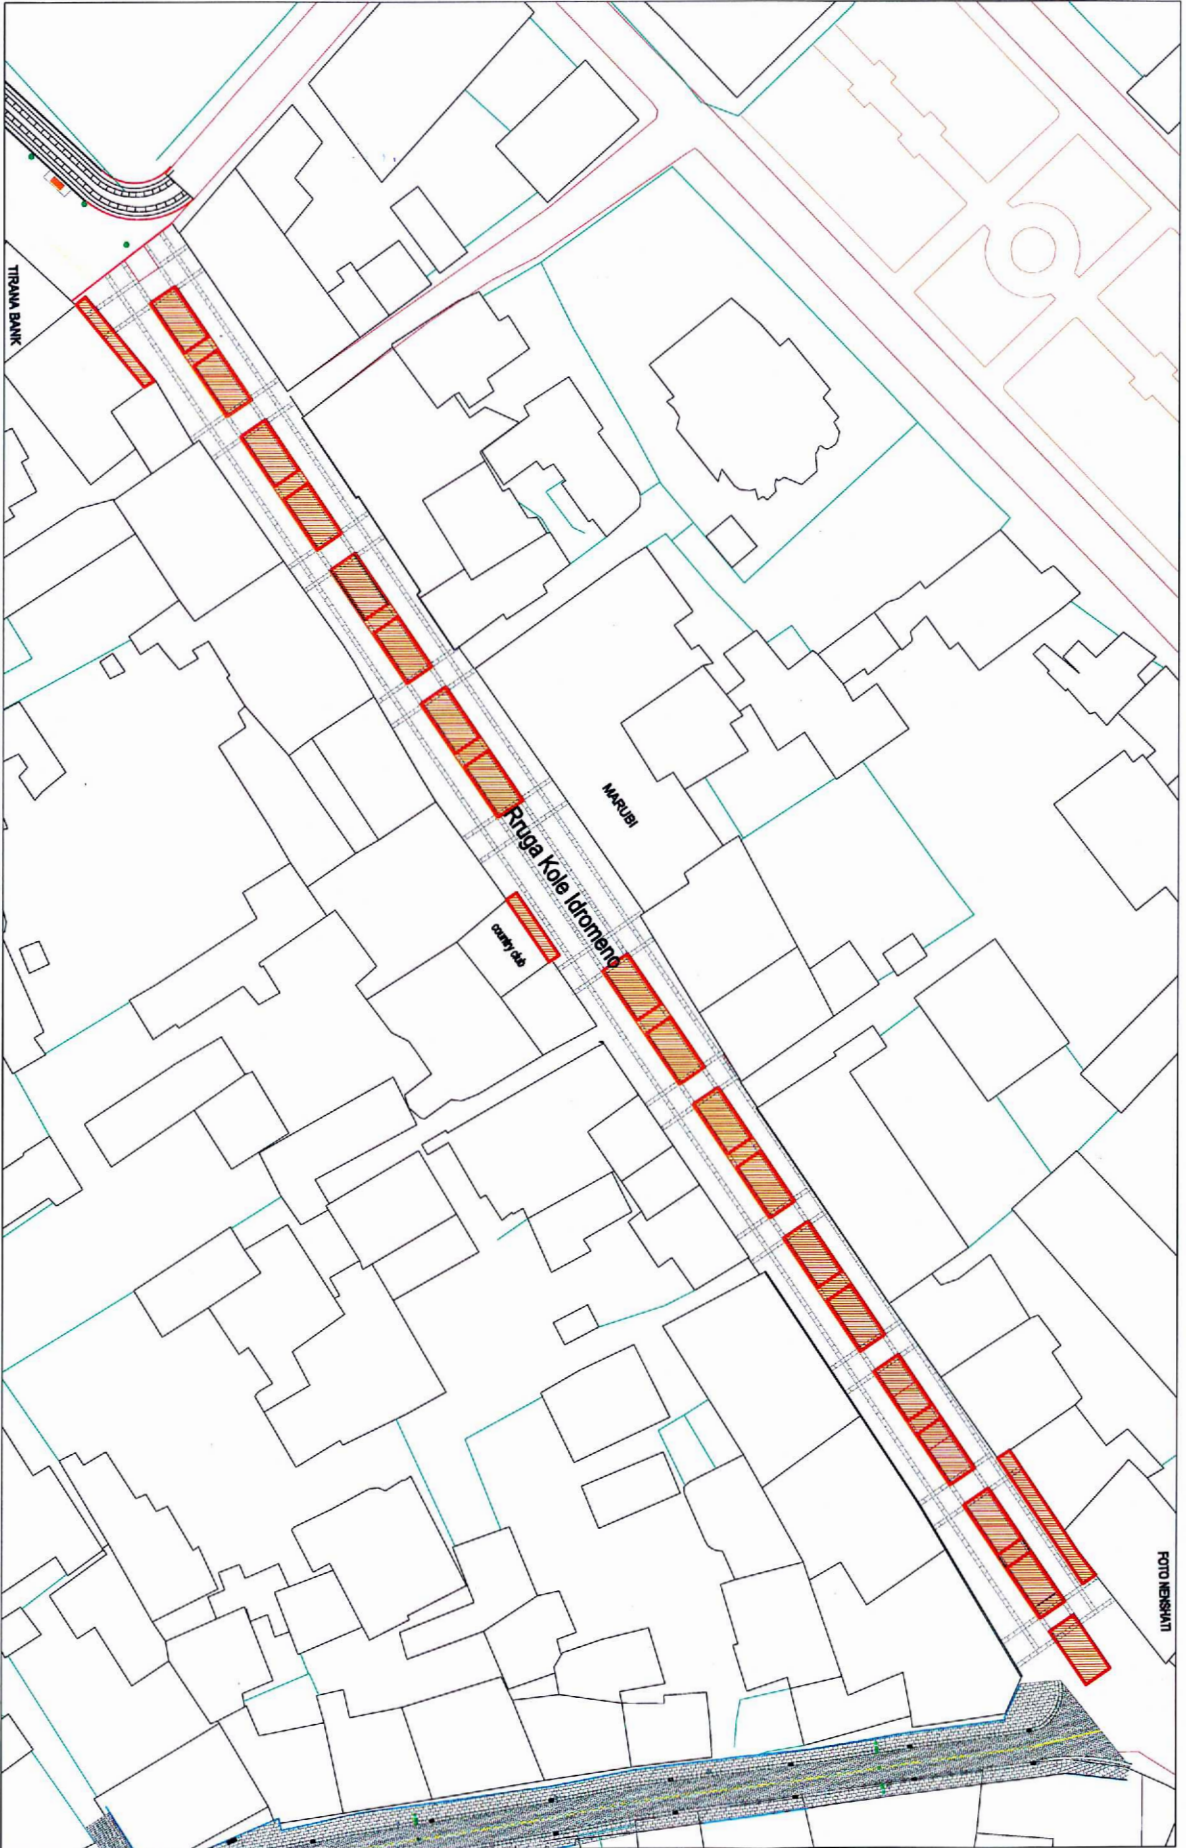 TIRANA BANK
MARUBI
Rruga Kole Idromeno
country club
FOTO NENSHATI